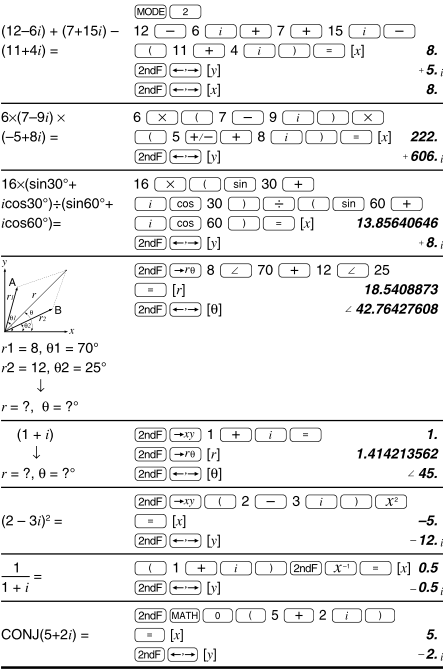 MODE 2
(12–6i) + (7+15i) – 12 − 6 i + 7 + 15 i −
(11+4i) = ( 11 + 4 i ) = [x] 8.
2ndF ←·→ [y] +5. i
2ndF ←·→ [x] 8.
6×(7–9i) × 6 × ( 7 − 9 i ) ×
(–5+8i) = ( 5 +/− + 8 i ) = [x] 222.
2ndF ←·→ [y] +606. i
16×(sin30°+ 16 × ( sin 30 +
icos30°)÷(sin60°+ i cos 30 ) ÷ ( sin 60 +
icos60°)= i cos 60 ) = [x] 13.85640646
2ndF ←·→ [y] +8. i
y
A
r1
r
r2
B
θ1
θ
θ2
x
2ndF →rθ 8 ∠ 70 + 12 ∠ 25
= [r] 18.5408873
2ndF ←·→ [θ] ∠ 42.76427608
r1 = 8, θ1 = 70°
r2 = 12, θ2 = 25°
↓
r = ?, θ = ?°
(1 + i) 2ndF →xy 1 + i = 1.
↓ 2ndF →rθ [r] 1.414213562
r = ?, θ = ?° 2ndF ←·→ [θ] ∠ 45.
2ndF →xy ( 2 − 3 i ) X²
(2 – 3i)² = = [x] –5.
2ndF ←·→ [y] –12. i
1
1 + i = ( 1 + i ) 2ndF X⁻¹ = [x] 0.5
2ndF ←·→ [y] –0.5 i
2ndF MATH 0 ( 5 + 2 i )
CONJ(5+2i) = = [x] 5.
2ndF ←·→ [y] –2. i